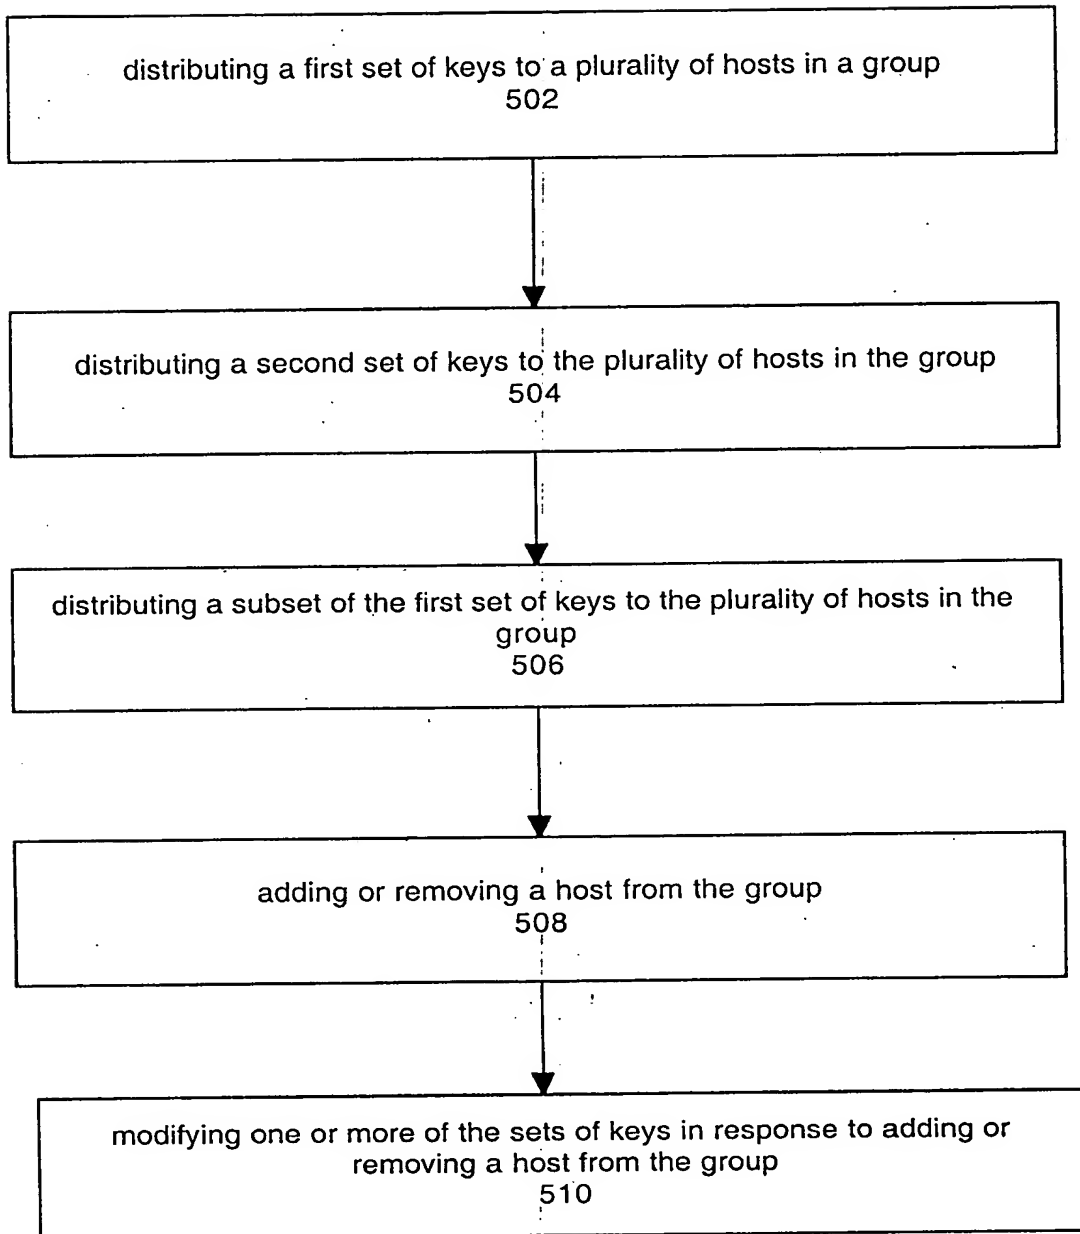 distributing a first set of keys to a plurality of hosts in a group
502
distributing a second set of keys to the plurality of hosts in the group
504
distributing a subset of the first set of keys to the plurality of hosts in the
group
506
adding or removing a host from the group
508
modifying one or more of the sets of keys in response to adding or
removing a host from the group
510